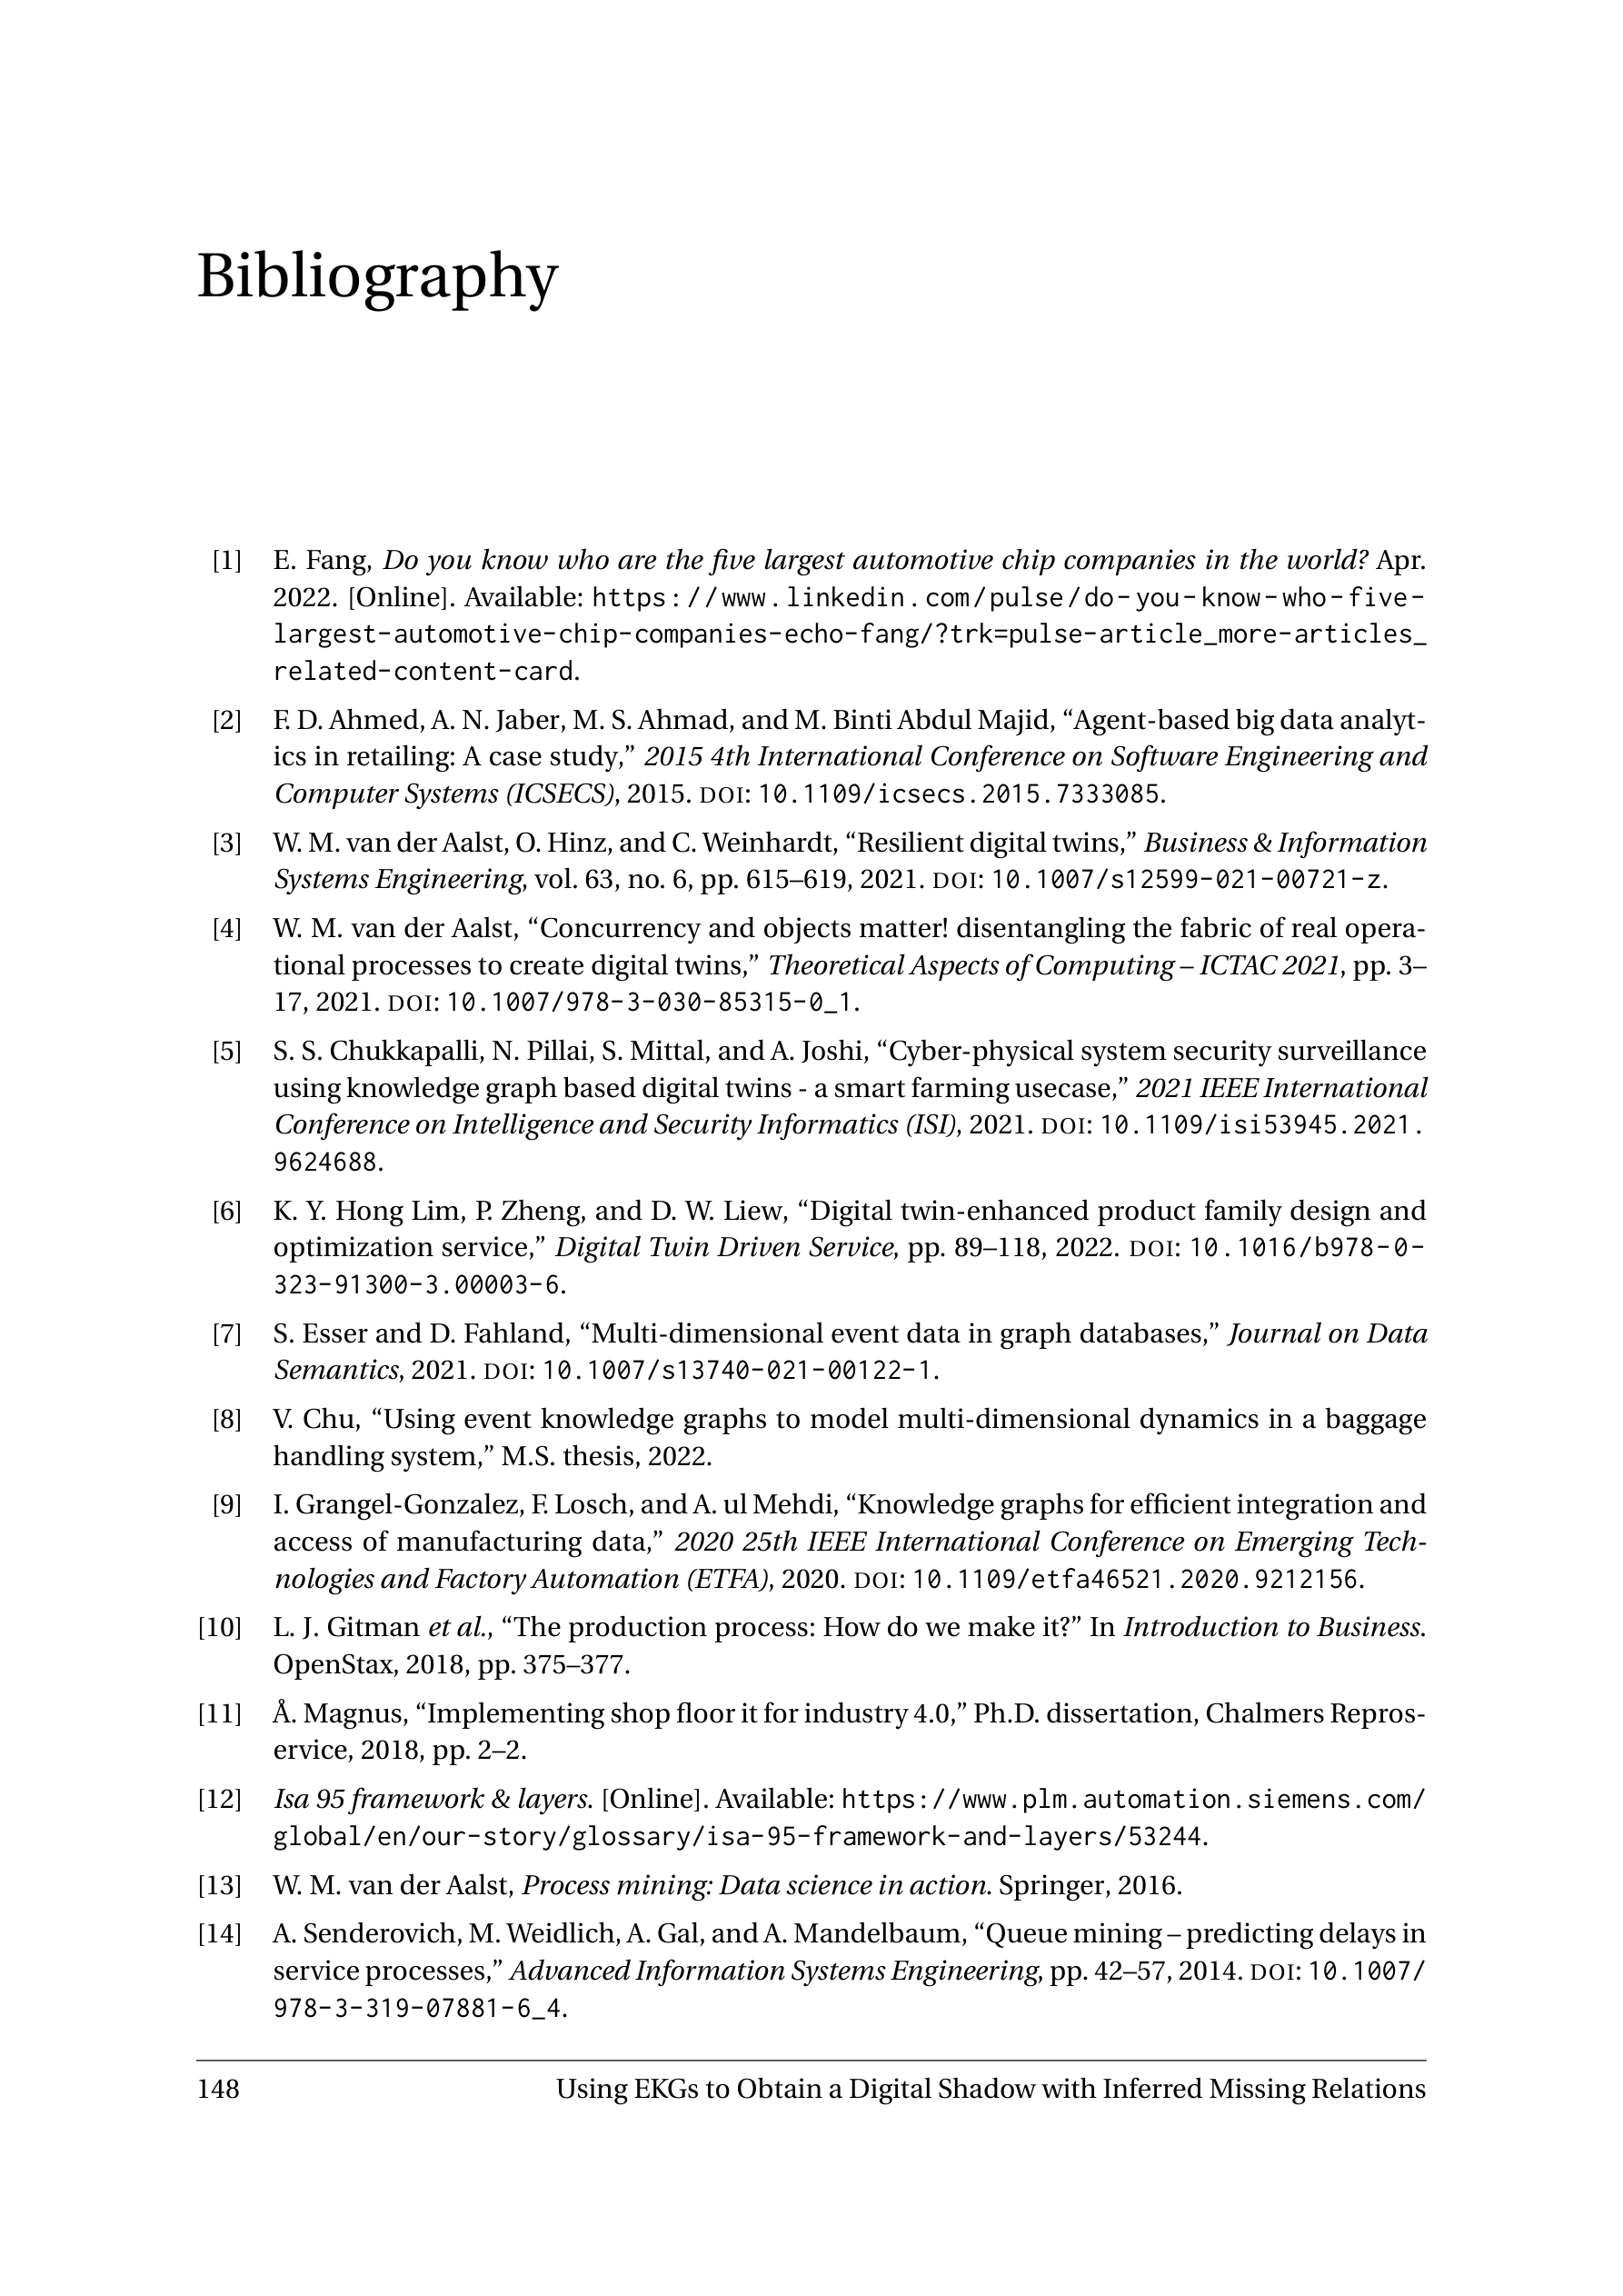 Bibliography
[1] E. Fang, Do you know who are the five largest automotive chip companies in the world? Apr.
2022. [Online]. Available: https://www.linkedin.com/pulse/do-you-know-who-five-
largest-automotive-chip-companies-echo-fang/?trk=pulse-article_more-articles_
related-content-card.
[2] F. D. Ahmed, A. N. Jaber, M. S. Ahmad, and M. Binti Abdul Majid, “Agent-based big data analyt-
ics in retailing: A case study,” 2015 4th International Conference on Software Engineering and
Computer Systems (ICSECS), 2015. DOI: 10.1109/icsecs.2015.7333085.
[3] W. M. van der Aalst, O. Hinz, and C. Weinhardt, “Resilient digital twins,” Business & Information
Systems Engineering, vol. 63, no. 6, pp. 615–619, 2021. DOI: 10.1007/s12599-021-00721-z.
[4] W. M. van der Aalst, “Concurrency and objects matter! disentangling the fabric of real opera-
tional processes to create digital twins,” Theoretical Aspects of Computing – ICTAC 2021, pp. 3–
17, 2021. DOI: 10.1007/978-3-030-85315-0_1.
[5] S. S. Chukkapalli, N. Pillai, S. Mittal, and A. Joshi, “Cyber-physical system security surveillance
using knowledge graph based digital twins - a smart farming usecase,” 2021 IEEE International
Conference on Intelligence and Security Informatics (ISI), 2021. DOI: 10.1109/isi53945.2021.
9624688.
[6] K. Y. Hong Lim, P. Zheng, and D. W. Liew, “Digital twin-enhanced product family design and
optimization service,” Digital Twin Driven Service, pp. 89–118, 2022. DOI: 10.1016/b978-0-
323-91300-3.00003-6.
[7] S. Esser and D. Fahland, “Multi-dimensional event data in graph databases,” Journal on Data
Semantics, 2021. DOI: 10.1007/s13740-021-00122-1.
[8] V. Chu, “Using event knowledge graphs to model multi-dimensional dynamics in a baggage
handling system,” M.S. thesis, 2022.
[9] I. Grangel-Gonzalez, F. Losch, and A. ul Mehdi, “Knowledge graphs for efficient integration and
access of manufacturing data,” 2020 25th IEEE International Conference on Emerging Tech-
nologies and Factory Automation (ETFA), 2020. DOI: 10.1109/etfa46521.2020.9212156.
[10] L. J. Gitman et al., “The production process: How do we make it?” In Introduction to Business.
OpenStax, 2018, pp. 375–377.
[11] Å. Magnus, “Implementing shop floor it for industry 4.0,” Ph.D. dissertation, Chalmers Repros-
ervice, 2018, pp. 2–2.
[12] Isa 95 framework & layers. [Online]. Available: https://www.plm.automation.siemens.com/
global/en/our-story/glossary/isa-95-framework-and-layers/53244.
[13] W. M. van der Aalst, Process mining: Data science in action. Springer, 2016.
[14] A. Senderovich, M. Weidlich, A. Gal, and A. Mandelbaum, “Queue mining – predicting delays in
service processes,” Advanced Information Systems Engineering, pp. 42–57, 2014. DOI: 10.1007/
978-3-319-07881-6_4.
148 Using EKGs to Obtain a Digital Shadow with Inferred Missing Relations